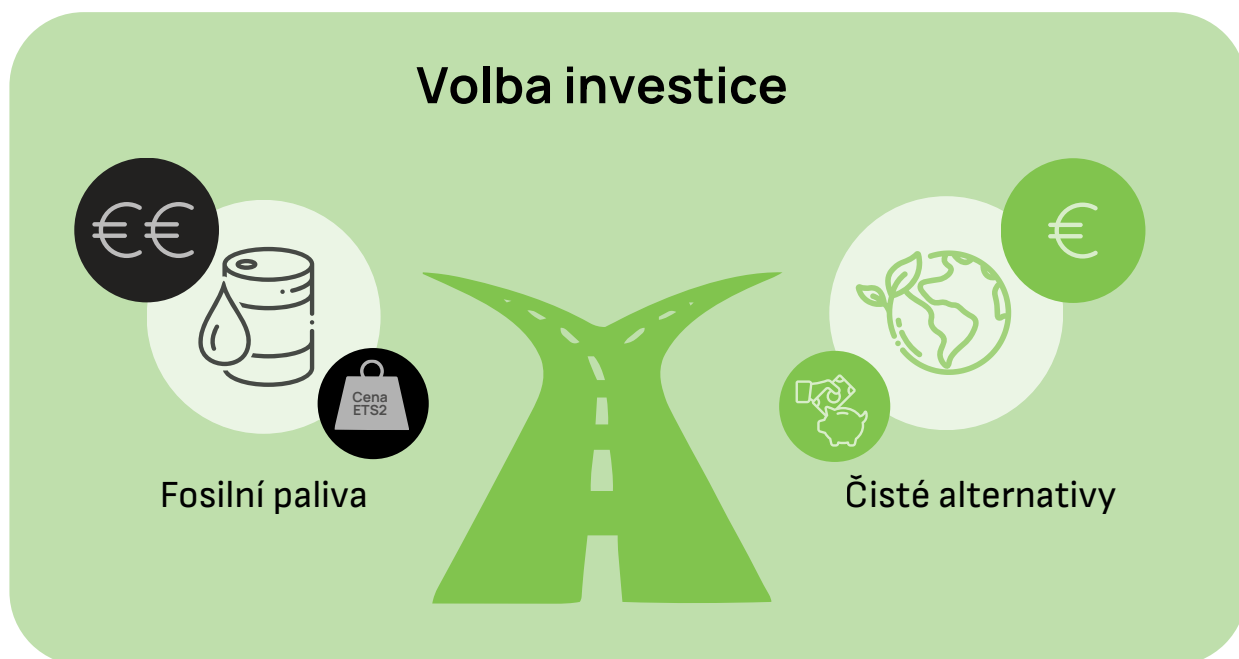 Volba investice
€€
€
Cena
ETS2
Fosilní paliva
Čisté alternativy